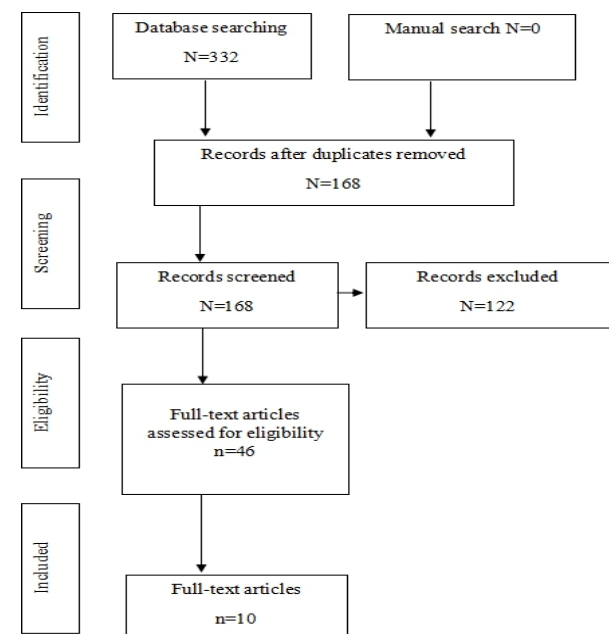 Identification
Database searching
N=332
Manual search N=0
Records after duplicates removed
N=168
Screening
Records screened
N=168
Records excluded
N=122
Eligibility
Full-text articles
assessed for eligibility
n=46
Included
Full-text articles
n=10